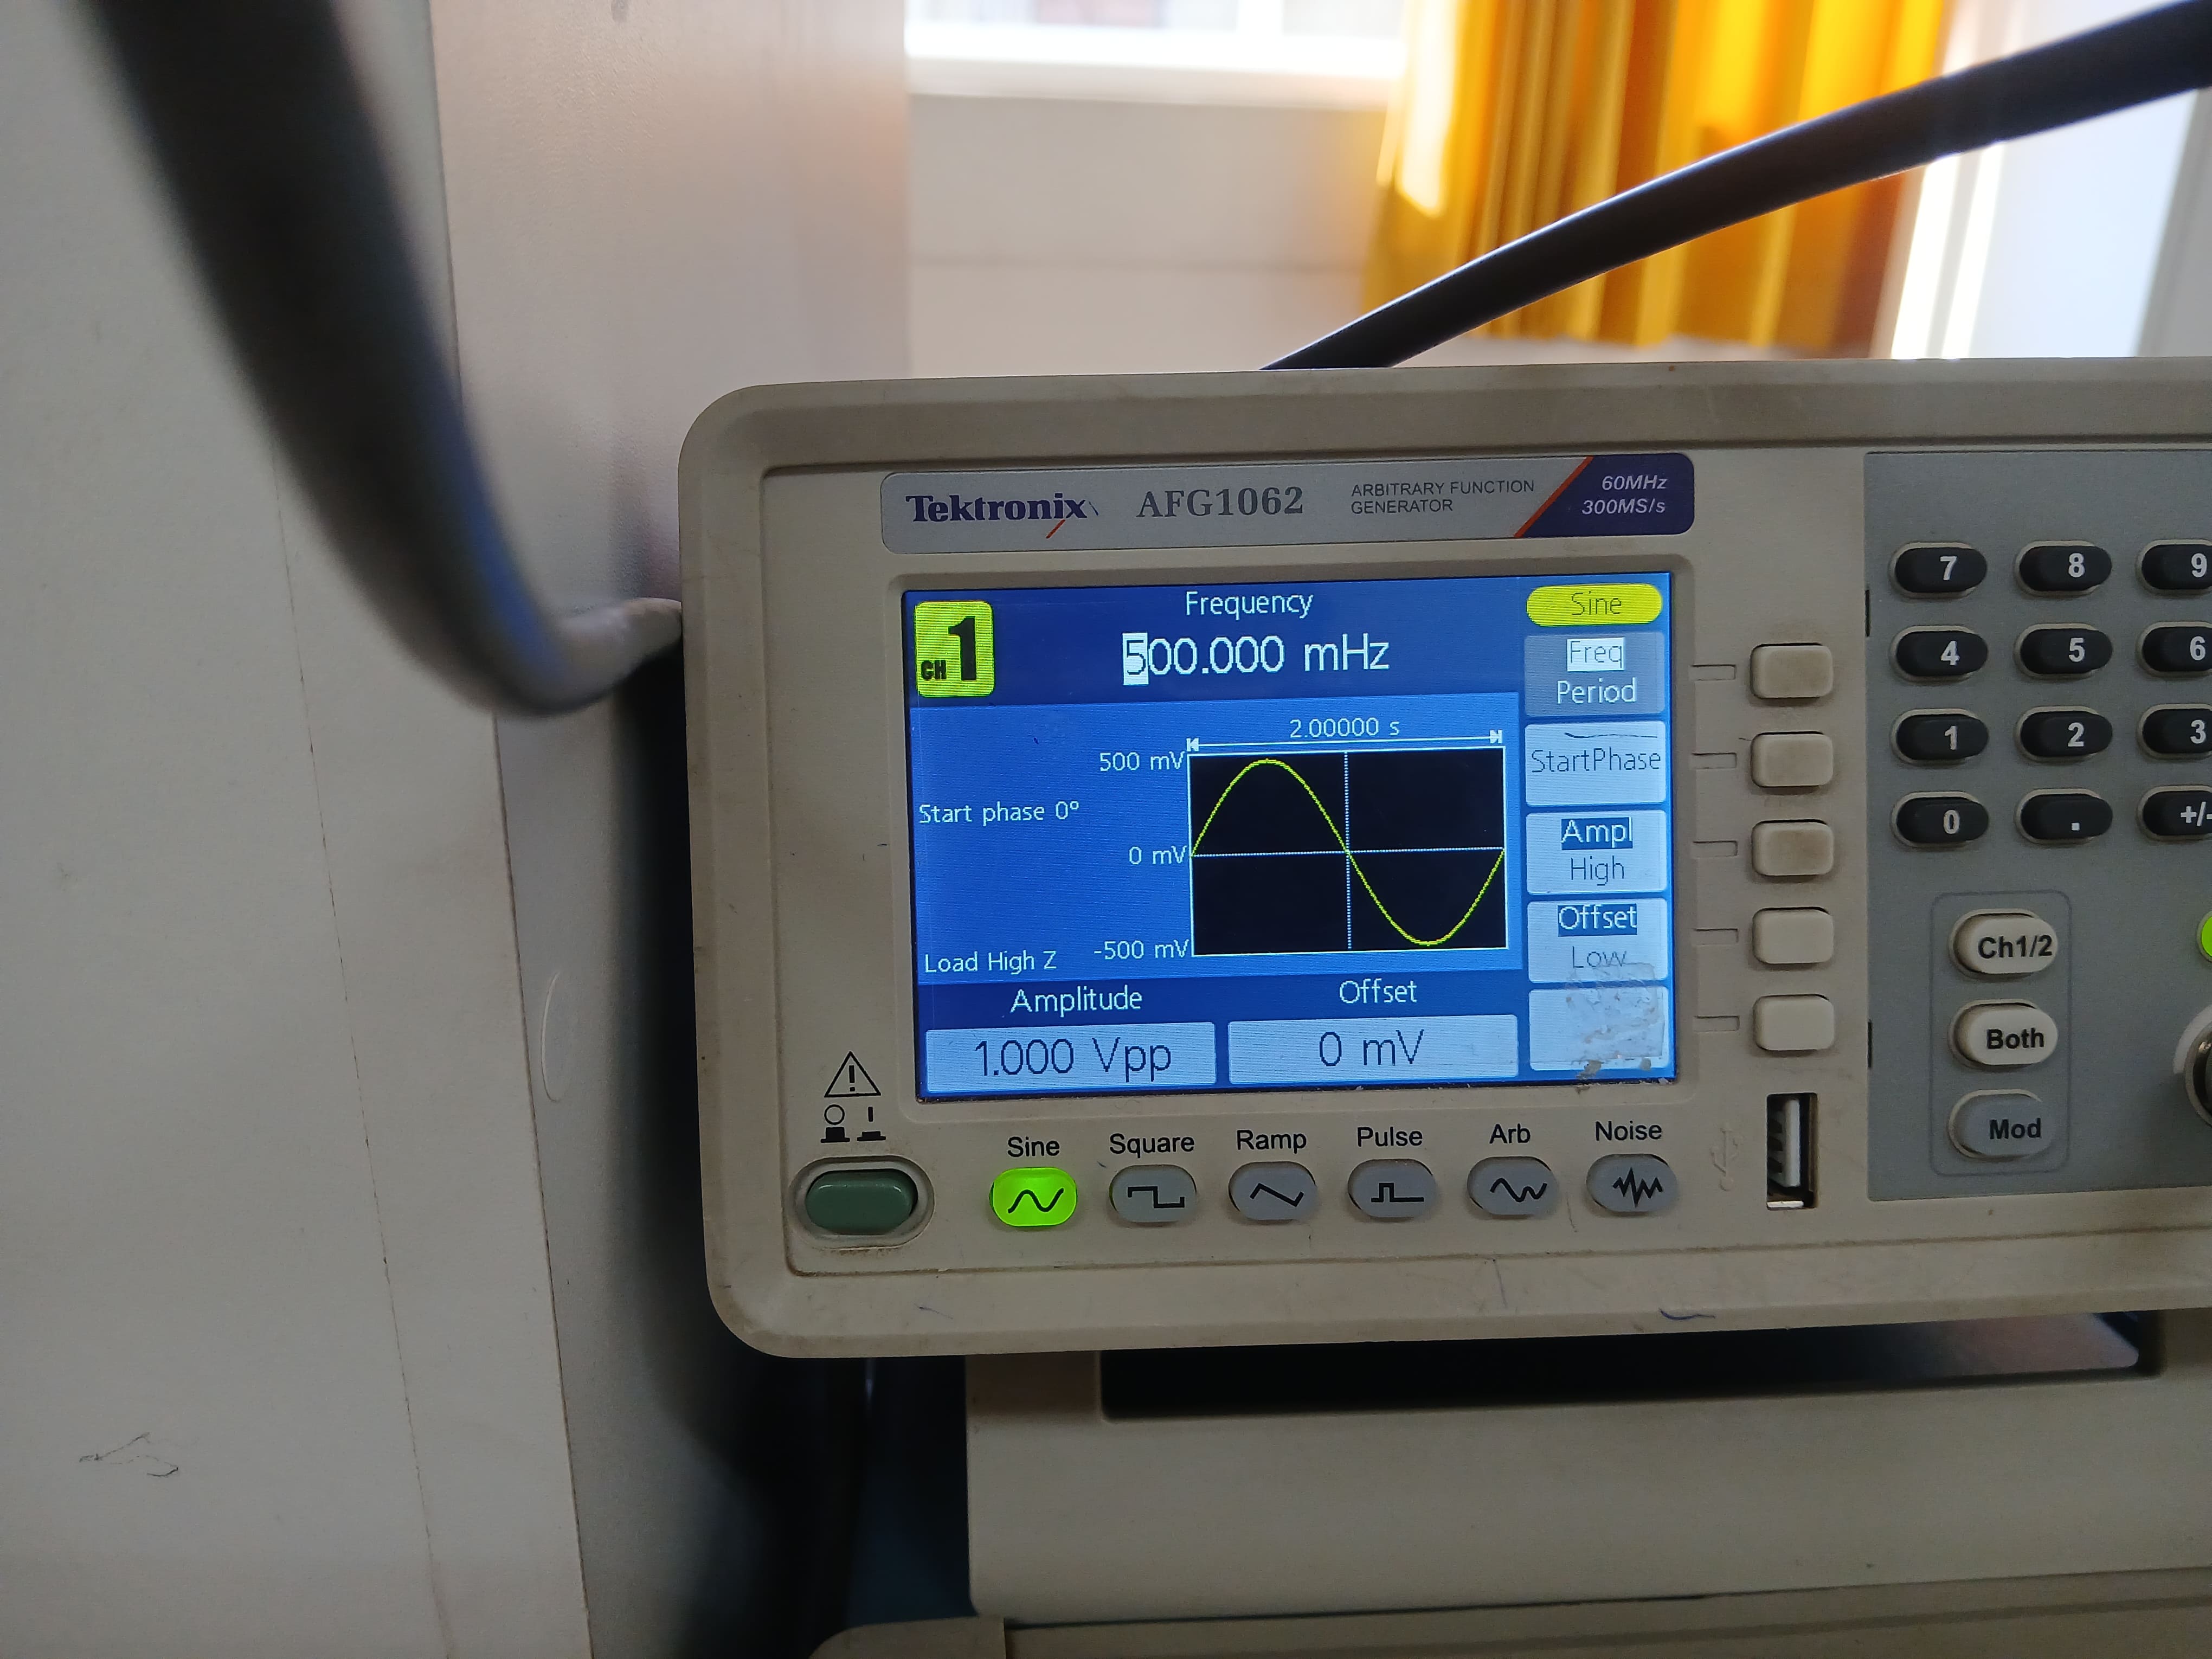 Tektronix AFG1062 ARBITRARY FUNCTION GENERATOR 60MHz 300MS/s
CH 1
Frequency
500.000 mHz
Sine
Freq
Period
StartPhase
Ampl
High
Offset
Low
2.00000 s
500 mV
Start phase 0°
0 mV
-500 mV
Load High Z
Amplitude
1.000 Vpp
Offset
0 mV
Sine Square Ramp Pulse Arb Noise
7 8 9
4 5 6
1 2 3
0 . +/-
Ch1/2
Both
Mod